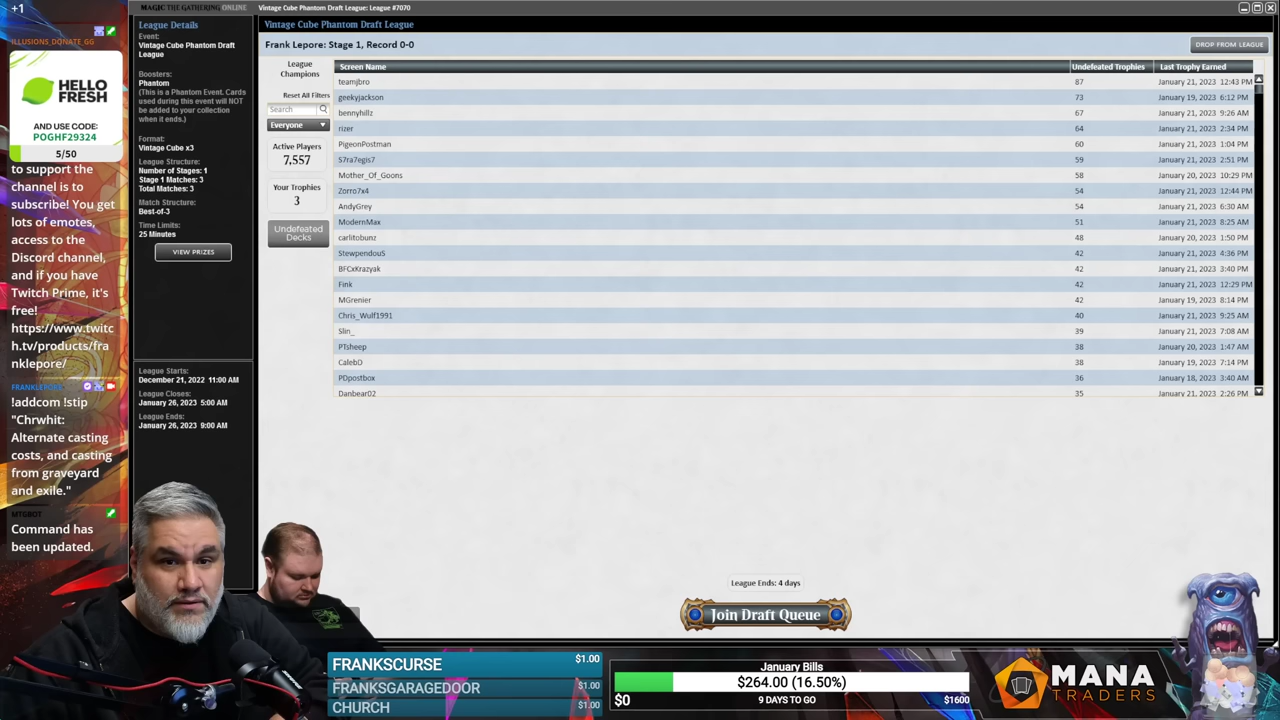 +1
ILLUSIONS_DONATE_GG
HELLO
FRESH
AND USE CODE:
POGHF29324
5/50
to support the
channel is to
subscribe! You get
lots of emotes,
access to the
Discord channel,
and if you have
Twitch Prime, it's
free!
https://www.twitc
h.tv/products/fra
nklepore/
!addcom !stip
"Chrwhit:
Alternate casting
costs, and casting
from graveyard
and exile."
MTGBOT
Command has
been updated.
MAGIC THE GATHERING ONLINE
Vintage Cube Phantom Draft League: League #7070
League Details
Event:
Vintage Cube Phantom Draft
League
Boosters:
Phantom
(This is a Phantom Event. Cards
used during this event will NOT
be added to your collection
when it ends.)
Format:
Vintage Cube x3
League Structure:
Number of Stages: 1
Stage 1 Matches: 3
Total Matches: 3
Match Structure:
Best-of-3
Time Limits:
25 Minutes
VIEW PRIZES
League Starts:
December 21, 2022 11:00 AM
League Closes:
January 26, 2023 5:00 AM
League Ends:
January 26, 2023 9:00 AM
Vintage Cube Phantom Draft League
Frank Lepore: Stage 1, Record 0-0
DROP FROM LEAGUE
League
Champions
Reset All Filters
Search
Everyone
Active Players
7,557
Your Trophies
3
Undefeated
Decks
Screen Name Undefeated Trophies Last Trophy Earned
teamjbro 87 January 21, 2023 12:43 PM
geekyjackson 73 January 19, 2023 6:12 PM
bennyhillz 67 January 21, 2023 9:26 AM
rizer 64 January 21, 2023 2:34 PM
PigeonPostman 60 January 21, 2023 1:04 PM
S7ra7egis7 59 January 21, 2023 2:51 PM
Mother_Of_Goons 58 January 20, 2023 10:29 PM
Zorro7x4 54 January 21, 2023 12:44 PM
AndyGrey 54 January 21, 2023 6:30 AM
ModernMax 51 January 21, 2023 8:25 AM
carlitobunz 48 January 20, 2023 1:50 PM
StewpendouS 42 January 21, 2023 4:36 PM
BFCxKrazyak 42 January 21, 2023 3:40 PM
Fink 42 January 21, 2023 12:29 PM
MGrenier 42 January 19, 2023 8:14 PM
Chris_Wulf1991 40 January 21, 2023 9:25 AM
Slin_ 39 January 21, 2023 7:08 AM
PTsheep 38 January 20, 2023 1:47 AM
CalebD 38 January 19, 2023 7:14 PM
PDpostbox 36 January 18, 2023 3:40 AM
Danbear02 35 January 21, 2023 2:26 PM
League Ends: 4 days
Join Draft Queue
FRANKSCURSE $1.00
FRANKSGARAGEDOOR $1.00
CHURCH $1.00
January Bills
$264.00 (16.50%)
$0 9 DAYS TO GO $1600
MANA
TRADERS